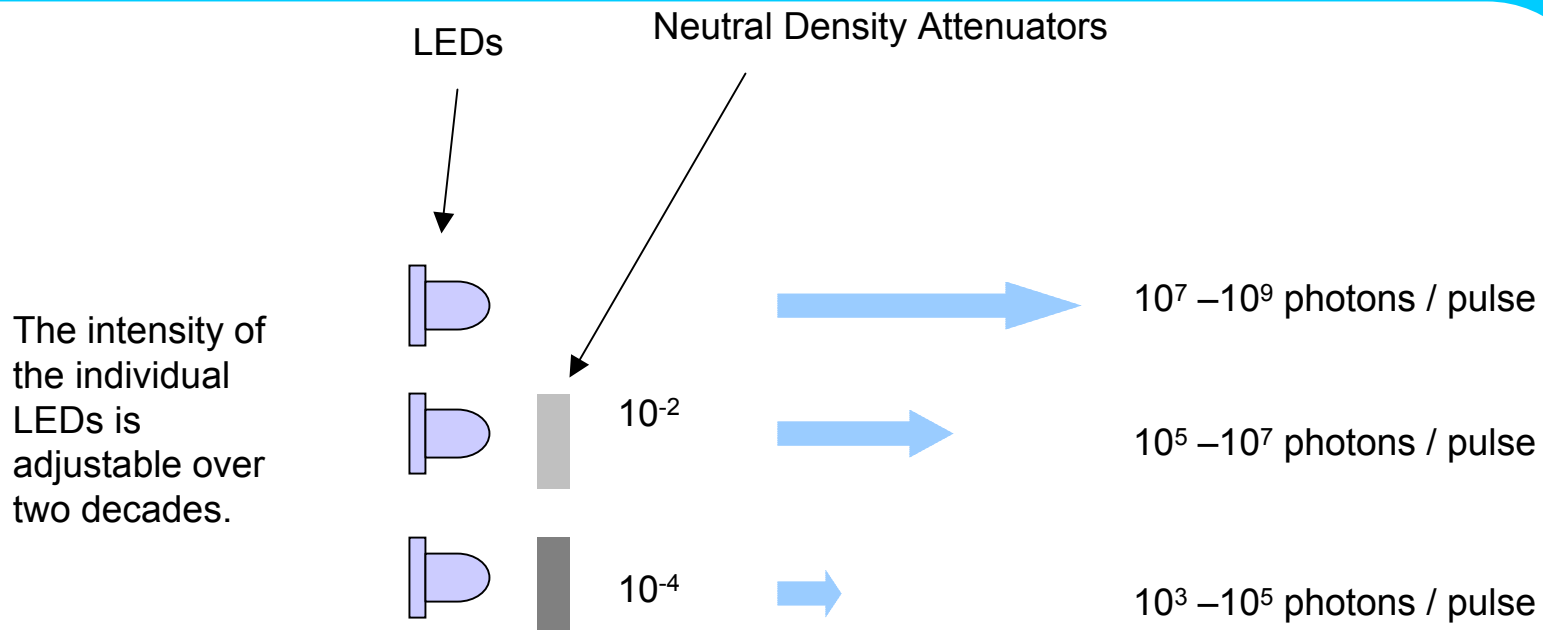 LEDs
Neutral Density Attenuators
10⁷ –10⁹ photons / pulse
The intensity of
the individual
LEDs is
adjustable over
two decades.
10⁻²
10⁵ –10⁷ photons / pulse
10⁻⁴
10³ –10⁵ photons / pulse